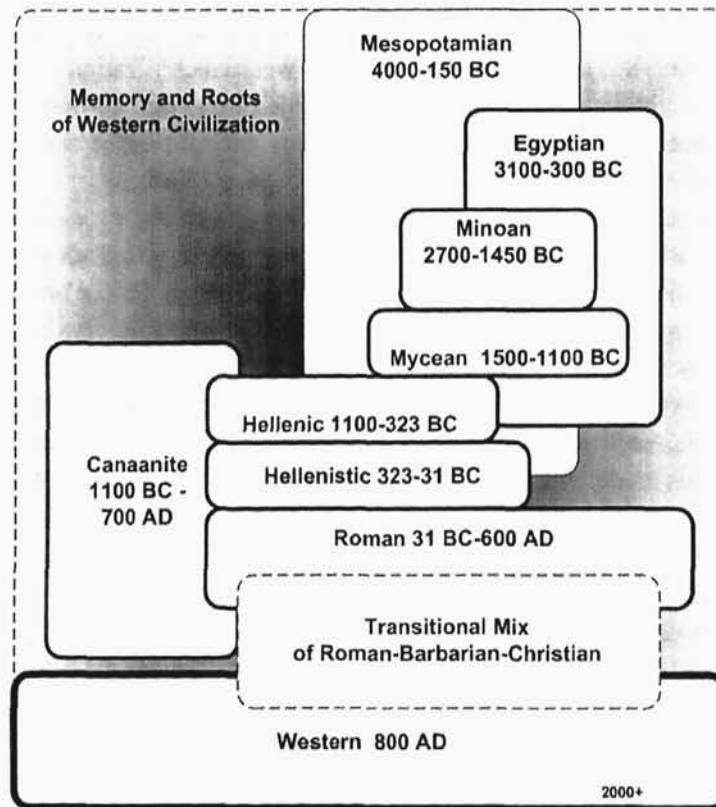 Mesopotamian
4000-150 BC
Memory and Roots
of Western Civilization
Egyptian
3100-300 BC
Minoan
2700-1450 BC
Mycean 1500-1100 BC
Hellenic 1100-323 BC
Canaanite
1100 BC -
700 AD
Hellenistic 323-31 BC
Roman 31 BC-600 AD
Transitional Mix
of Roman-Barbarian-Christian
Western 800 AD
2000+